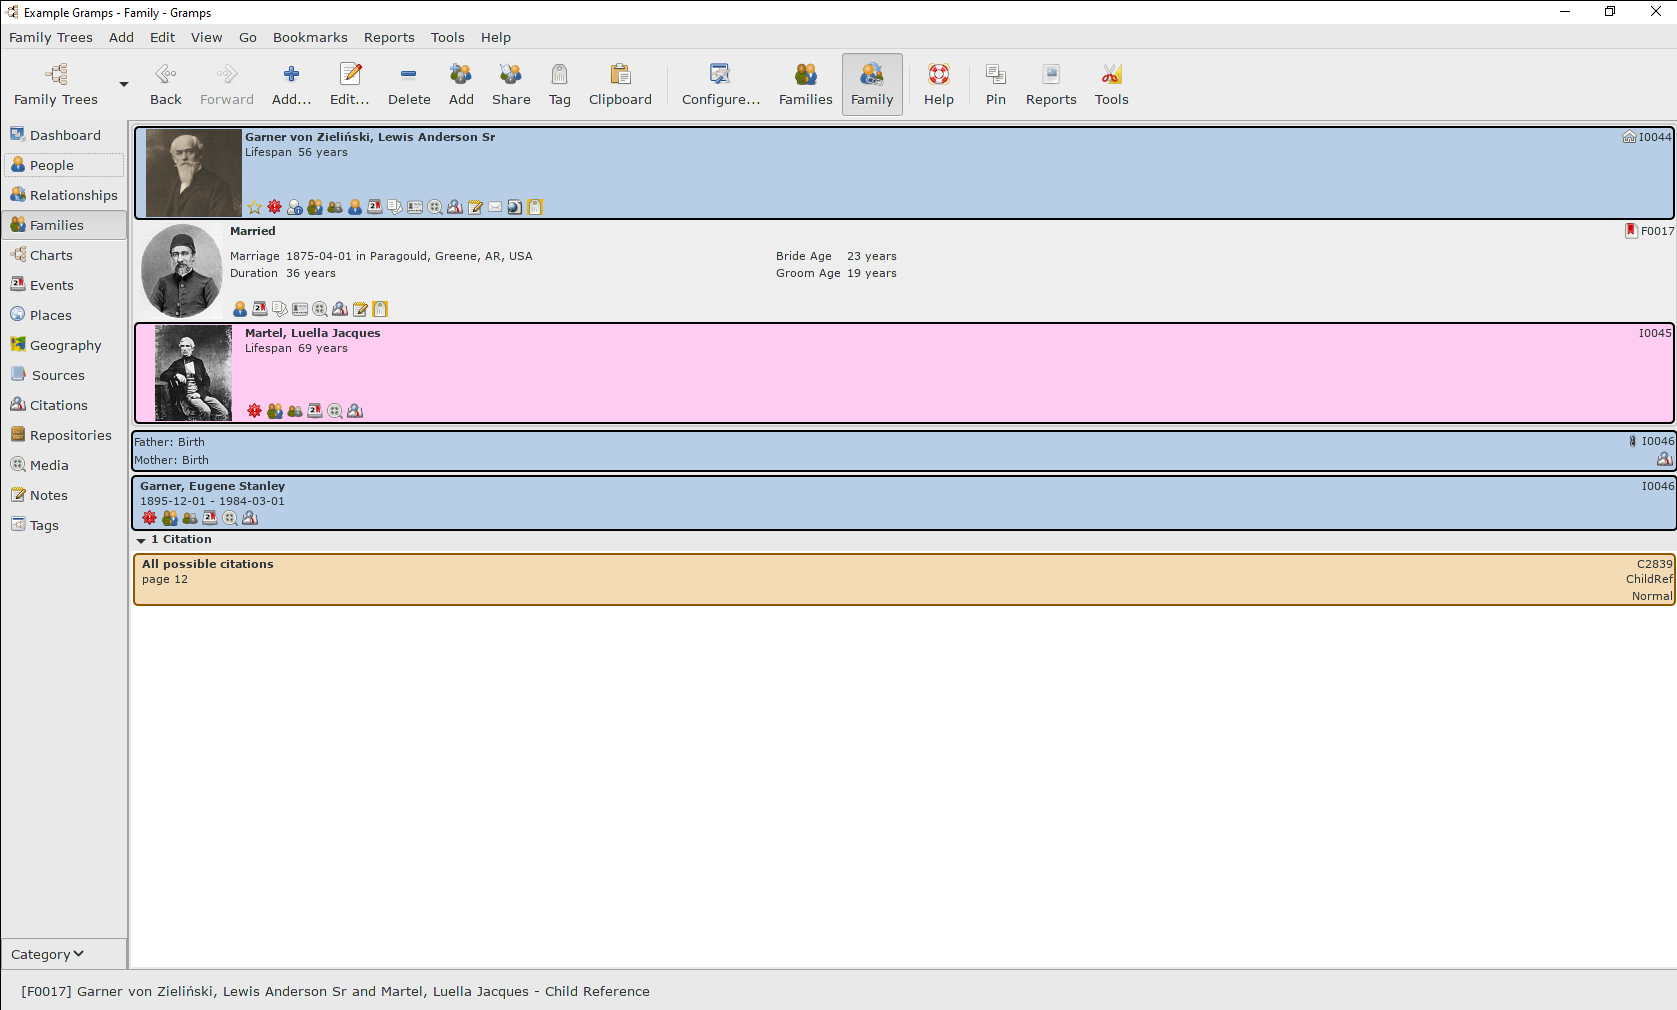 Example Gramps - Family - Gramps
Family Trees Add Edit View Go Bookmarks Reports Tools Help
Family Trees Back Forward Add... Edit... Delete Add Share Tag Clipboard Configure... Families Family Help Pin Reports Tools
Dashboard
People
Relationships
Families
Charts
Events
Places
Geography
Sources
Citations
Repositories
Media
Notes
Tags
Category
Garner von Zieliński, Lewis Anderson Sr I0044
Lifespan 56 years
Married F0017
Marriage 1875-04-01 in Paragould, Greene, AR, USA Bride Age 23 years
Duration 36 years Groom Age 19 years
Martel, Luella Jacques I0045
Lifespan 69 years
Father: Birth I0046
Mother: Birth
Garner, Eugene Stanley I0046
1895-12-01 - 1984-03-01
1 Citation
All possible citations C2839
page 12 ChildRef
Normal
[F0017] Garner von Zieliński, Lewis Anderson Sr and Martel, Luella Jacques - Child Reference